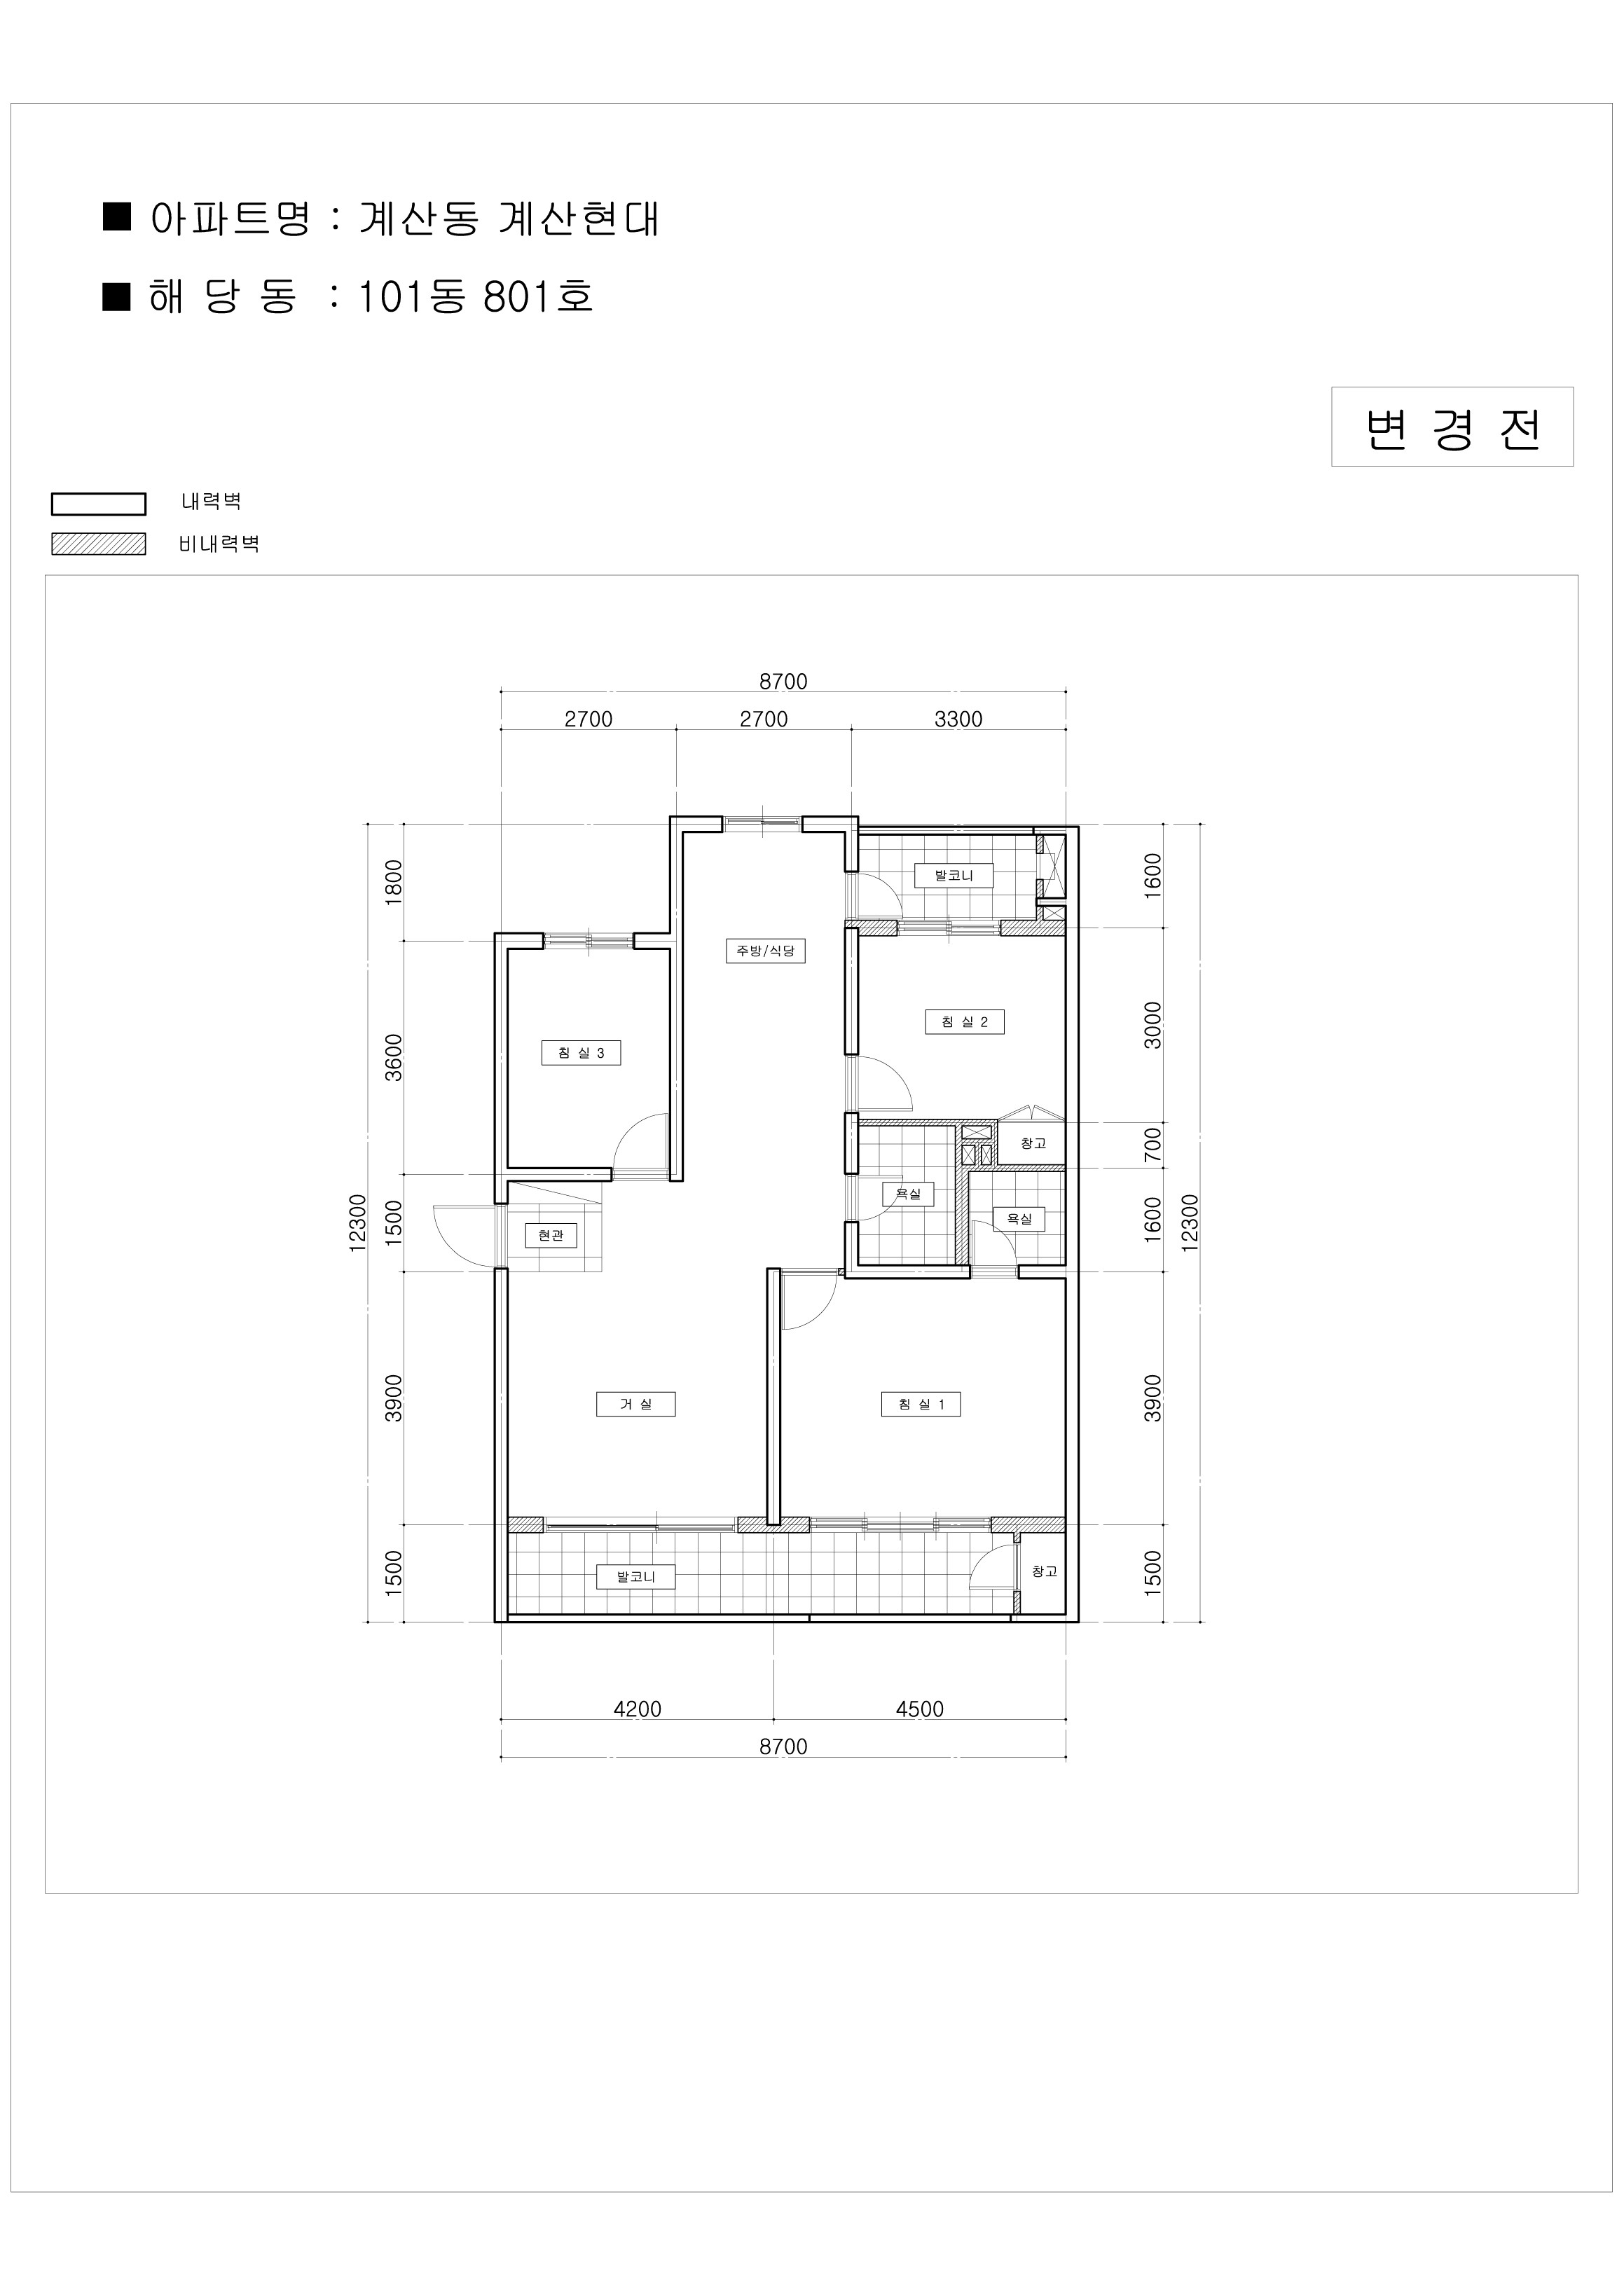 ■ 아파트명 : 계산동 계산현대
■ 해 당 동 : 101동 801호
변 경 전
내력벽
비내력벽
8700
2700 2700 3300
1800
3600
1500
3900
1500
12300
1600
3000
700
1600
3900
1500
12300
발코니
주방/식당
침 실 2
침 실 3
창고
욕실
욕실
현관
거 실
침 실 1
발코니
창고
4200 4500
8700